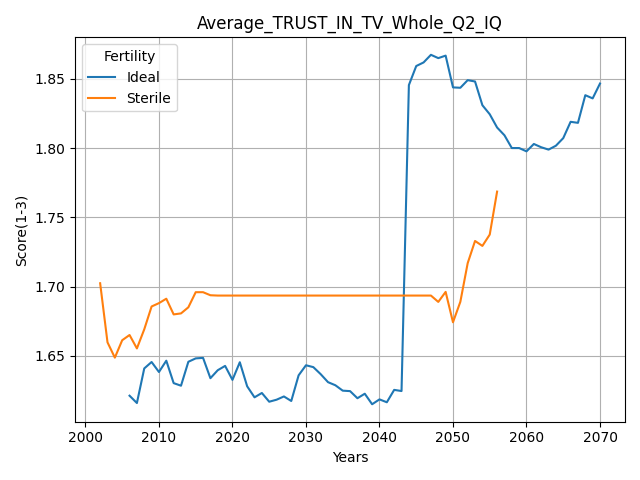 Average_TRUST_IN_TV_Whole_Q2_IQ
Fertility
Ideal
Sterile
Score(1-3)
1.85
1.80
1.75
1.70
1.65
2000 2010 2020 2030 2040 2050 2060 2070
Years